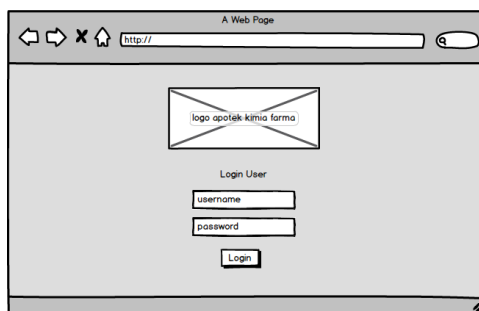 A Web Page
http://
logo apotek kimia farma
Login User
username
password
Login